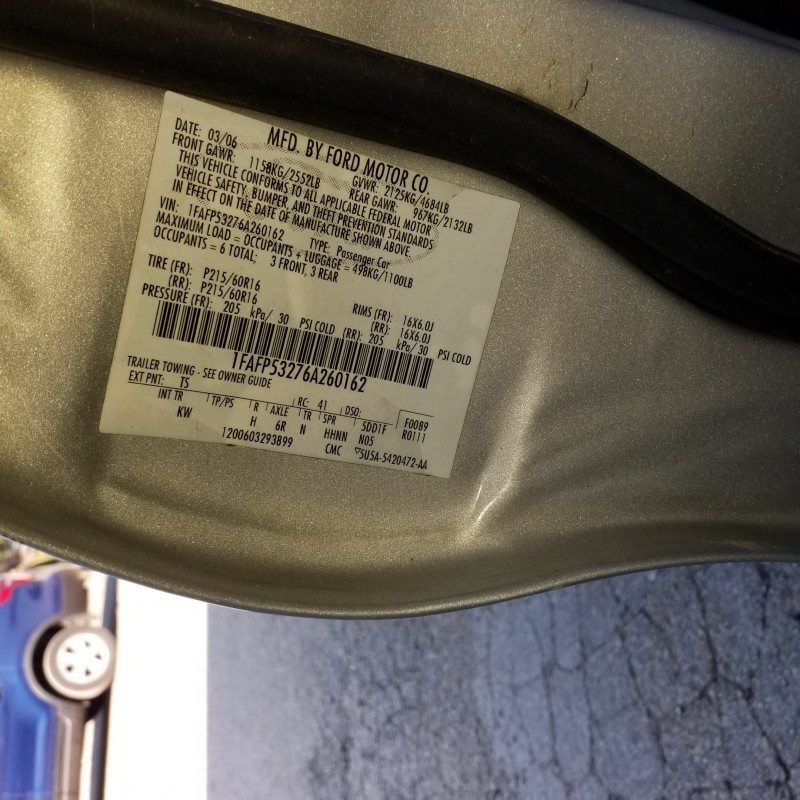 MFD. BY FORD MOTOR CO.
DATE: 03/06 GVWR: 2125KG/4684LB
FRONT GAWR: 1158KG/2552LB REAR GAWR: 967KG/2132LB
THIS VEHICLE CONFORMS TO ALL APPLICABLE FEDERAL MOTOR
VEHICLE SAFETY, BUMPER, AND THEFT PREVENTION STANDARDS
IN EFFECT ON THE DATE OF MANUFACTURE SHOWN ABOVE.
VIN: 1FAFP53276A260162 TYPE: Passenger Car
MAXIMUM LOAD = OCCUPANTS + LUGGAGE = 498KG/1100LB
OCCUPANTS = 6 TOTAL; 3 FRONT, 3 REAR
TIRE (FR): P215/60R16 RIMS (FR): 16X6.0J
(RR): P215/60R16 (RR): 16X6.0J
PRESSURE (FR): 205 kPa/ 30 PSI COLD (RR): 205 kPa/ 30 PSI COLD
1FAFP53276A260162
TRAILER TOWING - SEE OWNER GUIDE
EXT PNT: TS RC: 41 DSO: F0089
INT TR TP/PS R AXLE TR SPR 5DD1F R0111
KW H 6R N HHNN N05
1200603293899 CMC ▽5U5A-5420472-AA